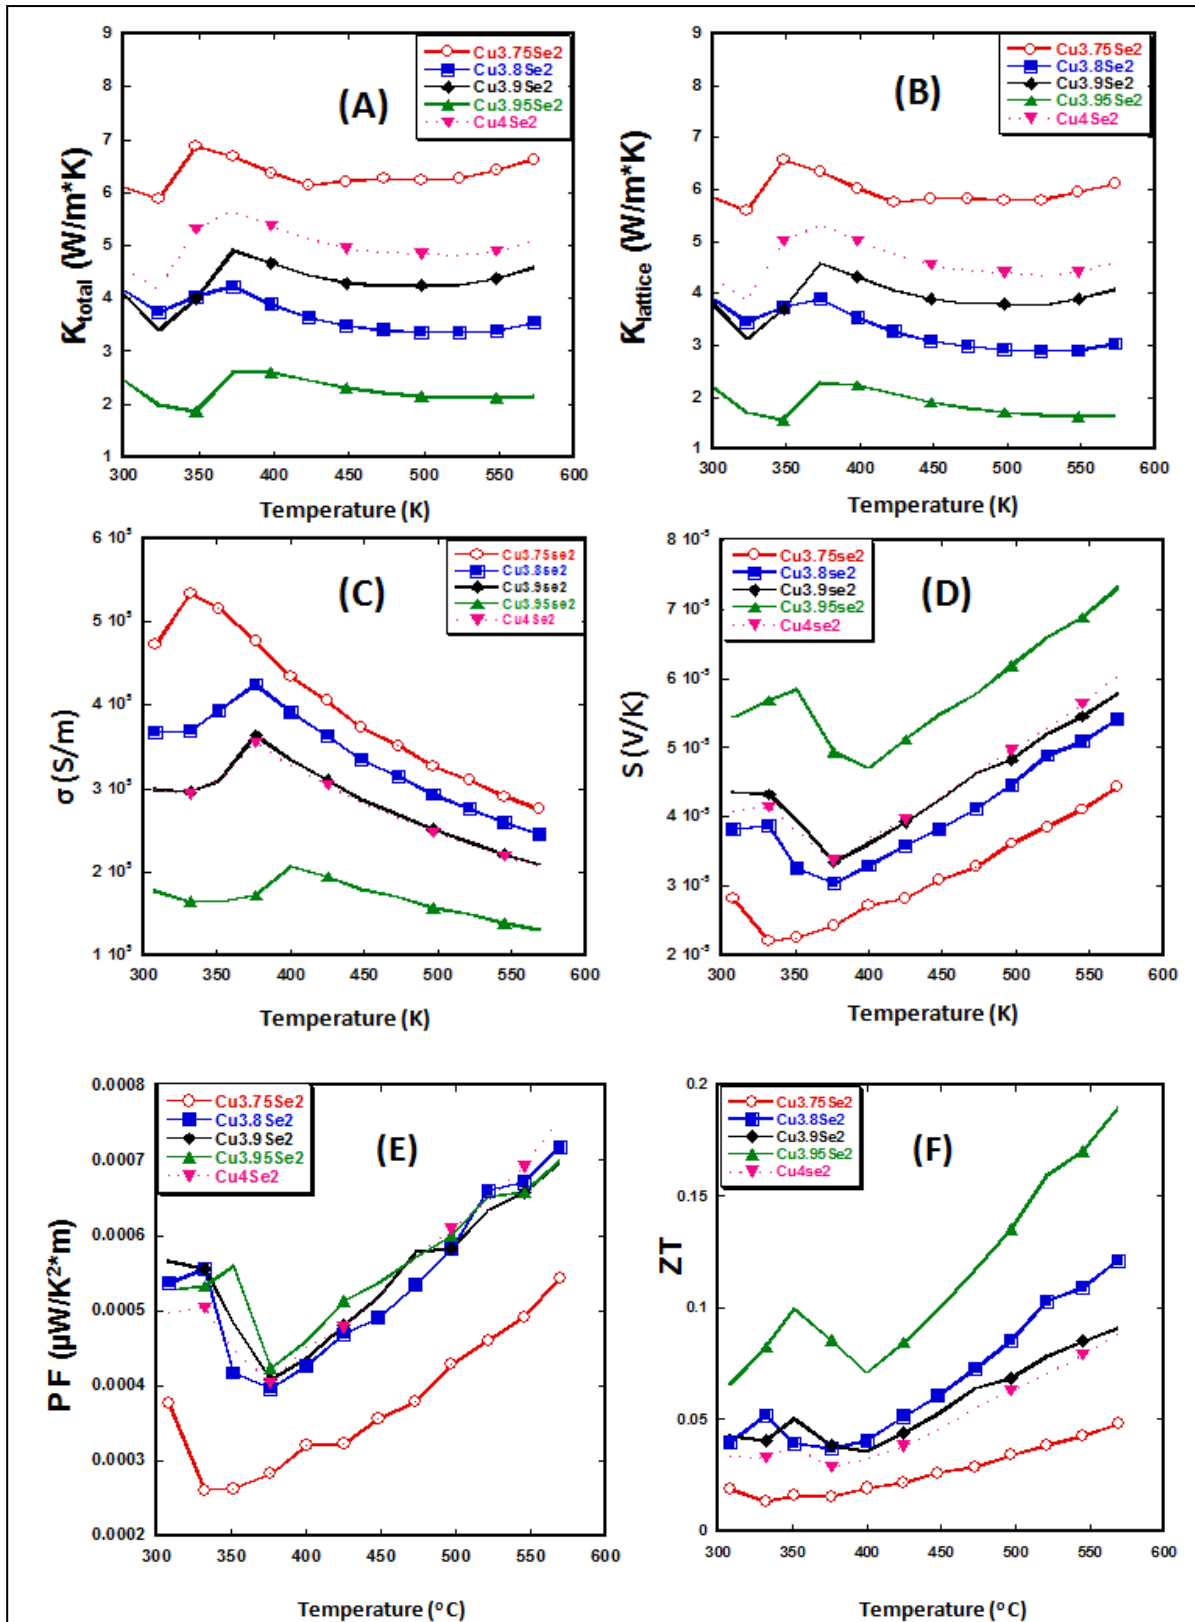 9
8
7
6
5
4
3
2
1
300 350 400 450 500 550 600
Temperature (K)
Ƙtotal (W/m*K)
(A)
Cu3.75Se2
Cu3.8Se2
Cu3.9Se2
Cu3.95Se2
Cu4Se2
9
8
7
6
5
4
3
2
1
300 350 400 450 500 550 600
Temperature (K)
Ƙlattice (W/m*K)
(B)
Cu3.75Se2
Cu3.8Se2
Cu3.9Se2
Cu3.95Se2
Cu4Se2
6 10⁵
5 10⁵
4 10⁵
3 10⁵
2 10⁵
1 10⁵
300 350 400 450 500 550 600
Temperature (K)
σ (S/m)
(C)
Cu3.75se2
Cu3.8se2
Cu3.9se2
Cu3.95se2
Cu4Se2
8 10⁻⁵
7 10⁻⁵
6 10⁻⁵
5 10⁻⁵
4 10⁻⁵
3 10⁻⁵
2 10⁻⁵
300 350 400 450 500 550 600
Temperature (K)
S (V/K)
(D)
Cu3.75se2
Cu3.8se2
Cu3.9se2
Cu3.95se2
Cu4se2
0.0008
0.0007
0.0006
0.0005
0.0004
0.0003
0.0002
300 350 400 450 500 550 600
Temperature (°C)
PF (µW/K²*m)
(E)
Cu3.75Se2
Cu3.8Se2
Cu3.9Se2
Cu3.95Se2
Cu4Se2
0.2
0.15
0.1
0.05
0
300 350 400 450 500 550 600
Temperature (°C)
ZT
(F)
Cu3.75Se2
Cu3.8Se2
Cu3.9Se2
Cu3.95Se2
Cu4se2